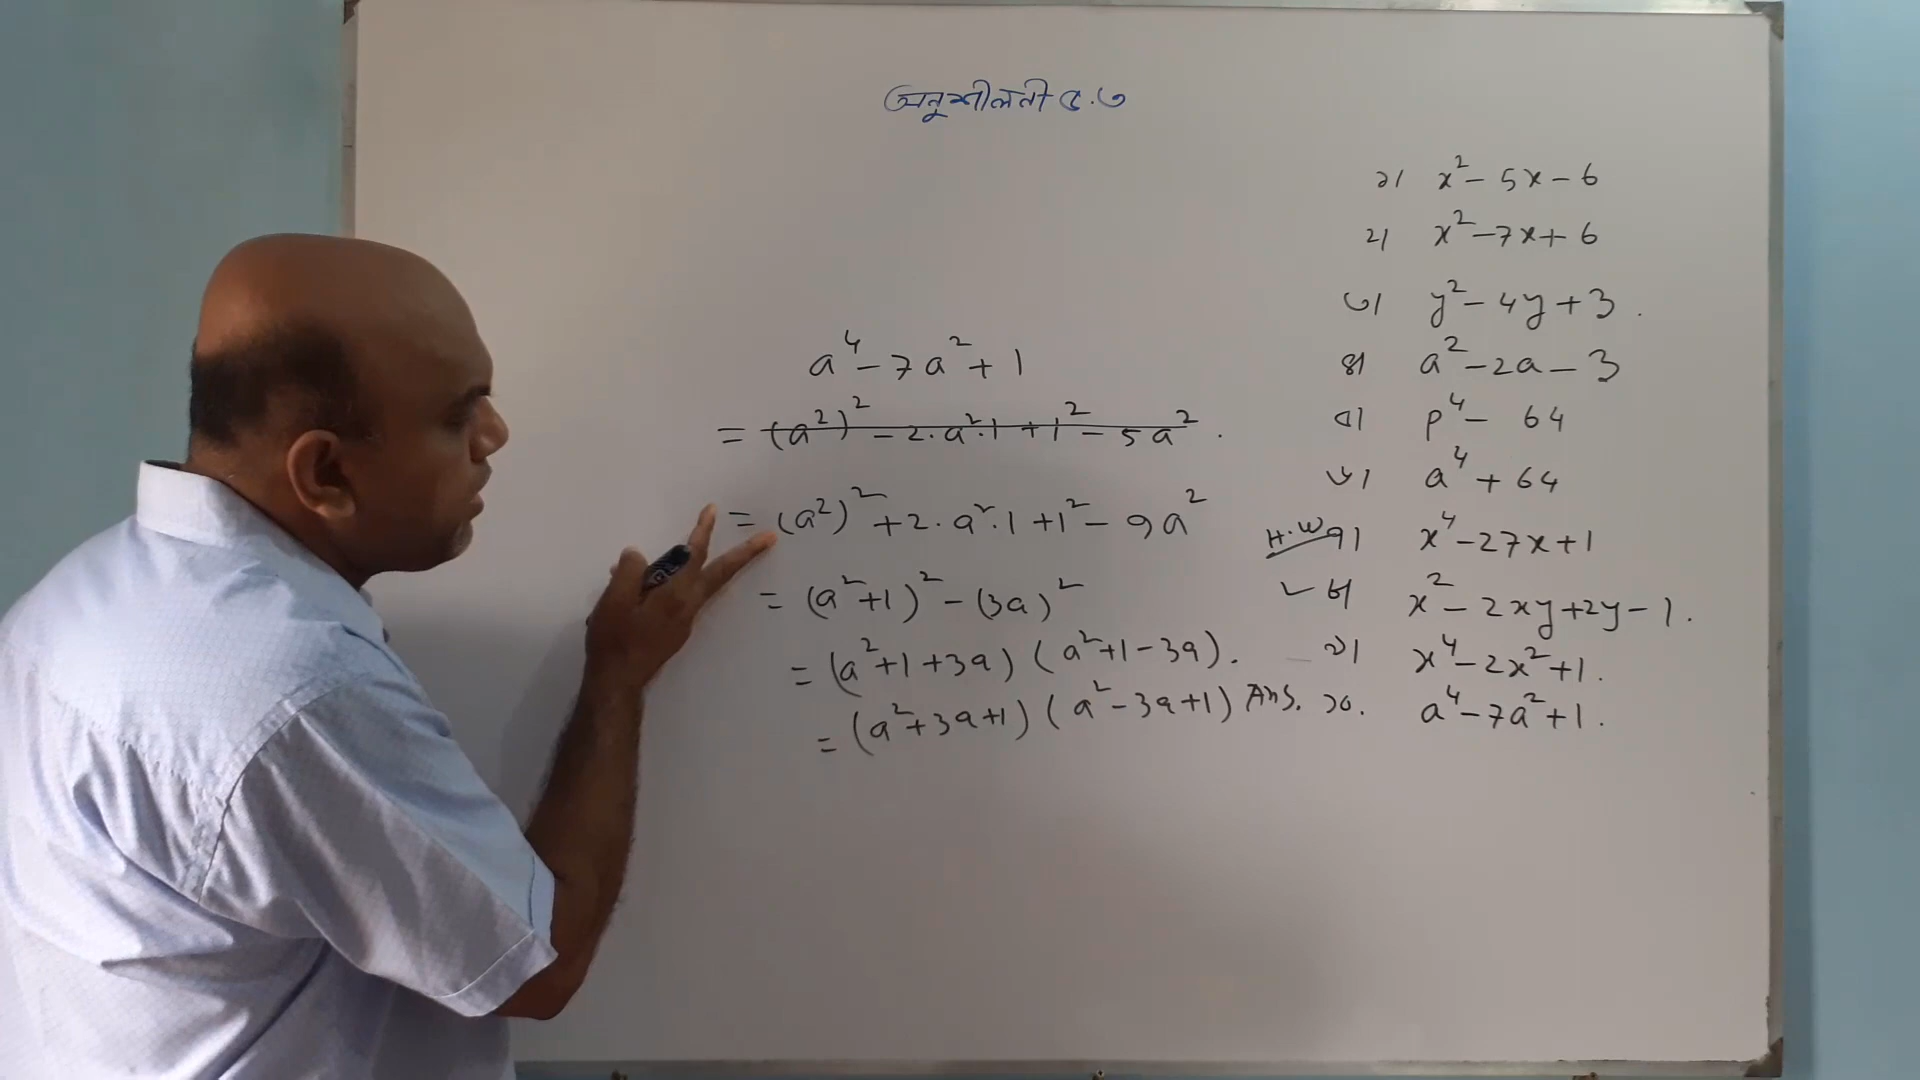 অনুশীলনী ৫.৩
a⁴ - 7a² + 1
= (a²)² - 2.a².1 + 1² - 5a².
= (a²)² + 2.a².1 + 1² - 9a²
= (a²+1)² - (3a)²
= (a²+1+3a) (a²+1-3a).
= (a²+3a+1) (a²-3a+1) Ans.
১। x² - 5x - 6
২। x² - 7x + 6
৩। y² - 4y + 3.
৪। a² - 2a - 3
৫। p⁴ - 64
৬। a⁴ + 64
H.W ৭। x⁴ - 27x + 1
৮। x² - 2xy + 2y - 1.
৯। x⁴ - 2x² + 1.
১০. a⁴ - 7a² + 1.